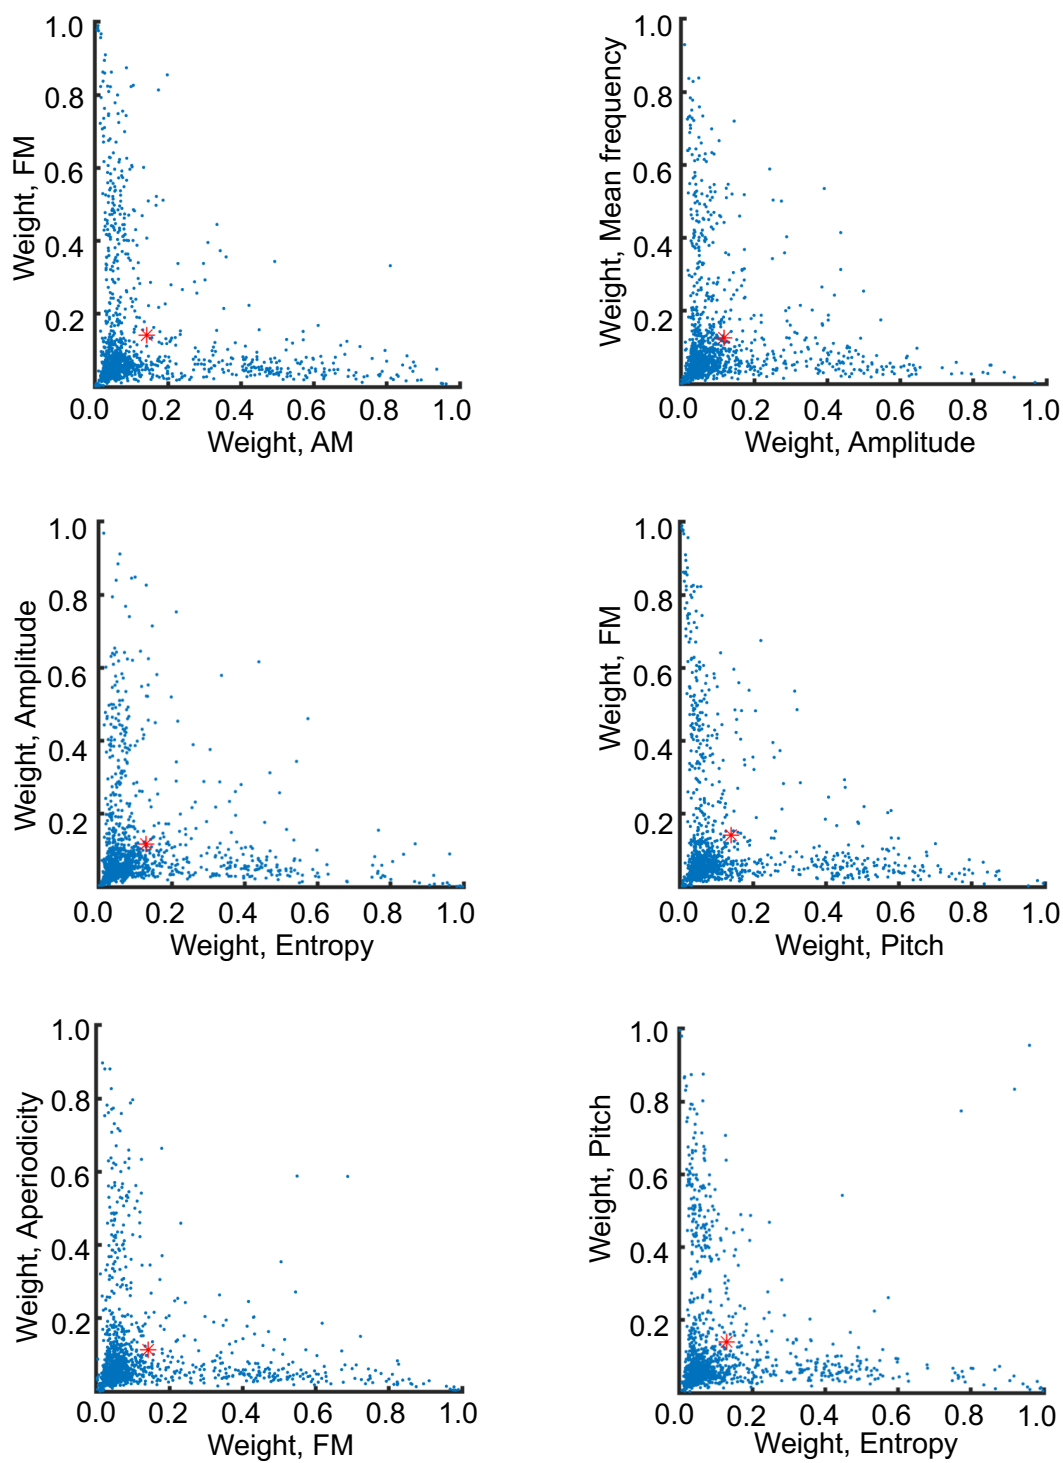 1.0
0.8
0.6
0.4
0.2
Weight, FM
0.0 0.2 0.4 0.6 0.8 1.0
Weight, AM
1.0
0.8
0.6
0.4
0.2
Weight, Mean frequency
0.0 0.2 0.4 0.6 0.8 1.0
Weight, Amplitude
1.0
0.8
0.6
0.4
0.2
Weight, Amplitude
0.0 0.2 0.4 0.6 0.8 1.0
Weight, Entropy
1.0
0.8
0.6
0.4
0.2
Weight, FM
0.0 0.2 0.4 0.6 0.8 1.0
Weight, Pitch
1.0
0.8
0.6
0.4
0.2
Weight, Aperiodicity
0.0 0.2 0.4 0.6 0.8 1.0
Weight, FM
1.0
0.8
0.6
0.4
0.2
Weight, Pitch
0.0 0.2 0.4 0.6 0.8 1.0
Weight, Entropy